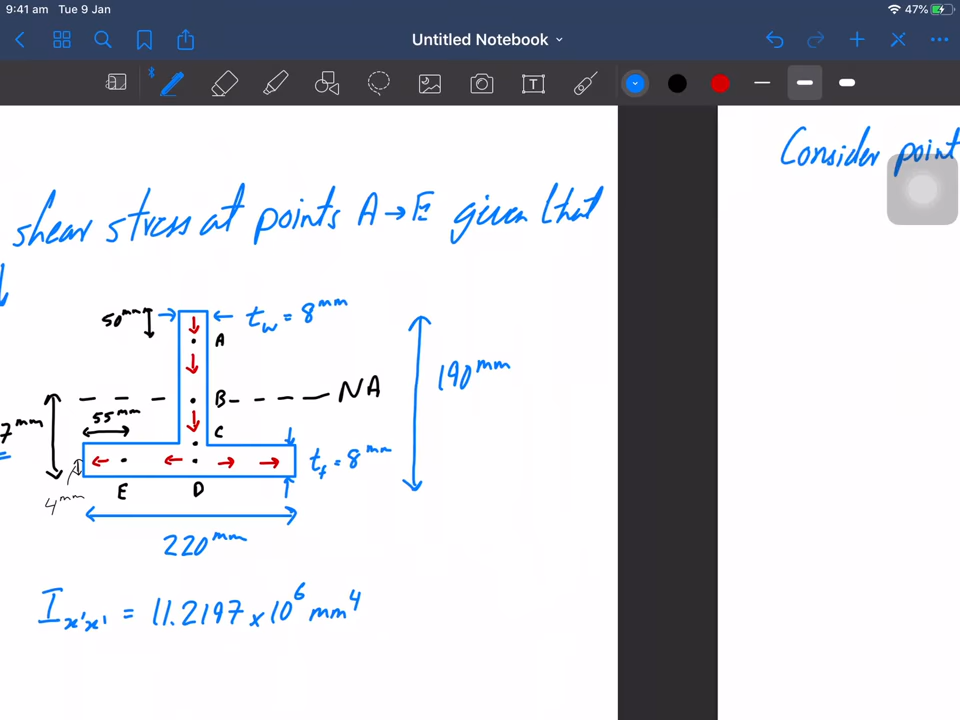 9:41 am Tue 9 Jan
47%
Untitled Notebook
T
Consider point
shear stress at points A→E given that
50mm
tw = 8mm
A
190mm
B
NA
55mm
C
7mm
tf = 8mm
4mm
E
D
220mm
Ix'x' = 11.2197 x 10^6 mm^4